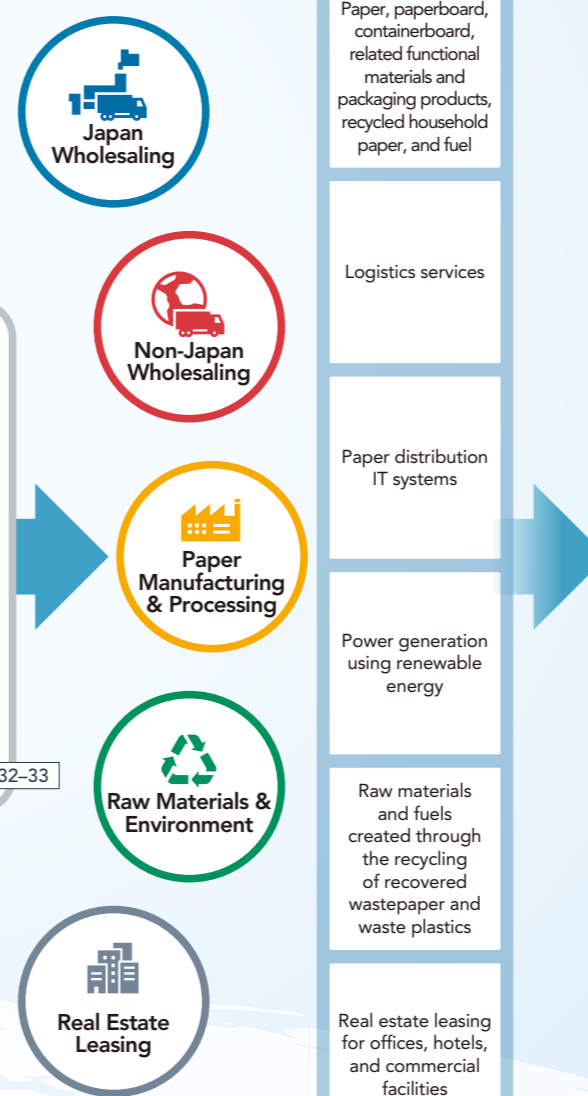 Japan
Wholesaling
Non-Japan
Wholesaling
Paper
Manufacturing
& Processing
Raw Materials &
Environment
Real Estate
Leasing
32–33
Paper, paperboard,
containerboard,
related functional
materials and
packaging products,
recycled household
paper, and fuel
Logistics services
Paper distribution
IT systems
Power generation
using renewable
energy
Raw materials
and fuels
created through
the recycling
of recovered
wastepaper and
waste plastics
Real estate leasing
for offices, hotels,
and commercial
facilities